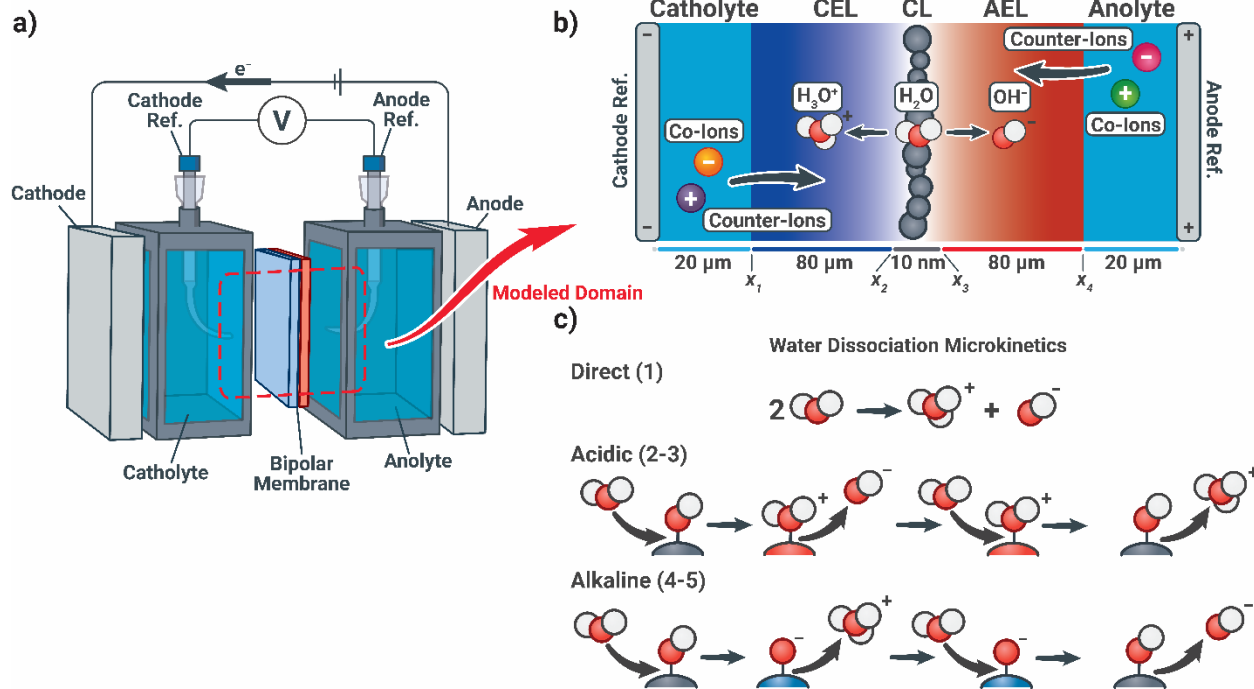 a)
e⁻
Cathode
Ref.
V
Anode
Ref.
Cathode
Anode
Modeled
Domain
Catholyte
Bipolar
Membrane
Anolyte
b)
Catholyte CEL CL AEL Anolyte
Cathode Ref.
−
−
Co-Ions
−
+
Counter-Ions
H₃O⁺
+
H₂O
OH⁻
−
Counter-Ions
−
+
Co-Ions
+
+
Anode Ref.
20 µm 80 µm 10 nm 80 µm 20 µm
x₁ x₂ x₃ x₄
c)
Water Dissociation Microkinetics
Direct (1)
2 + + −
Acidic (2-3)
+ − + +
Alkaline (4-5)
− + − −